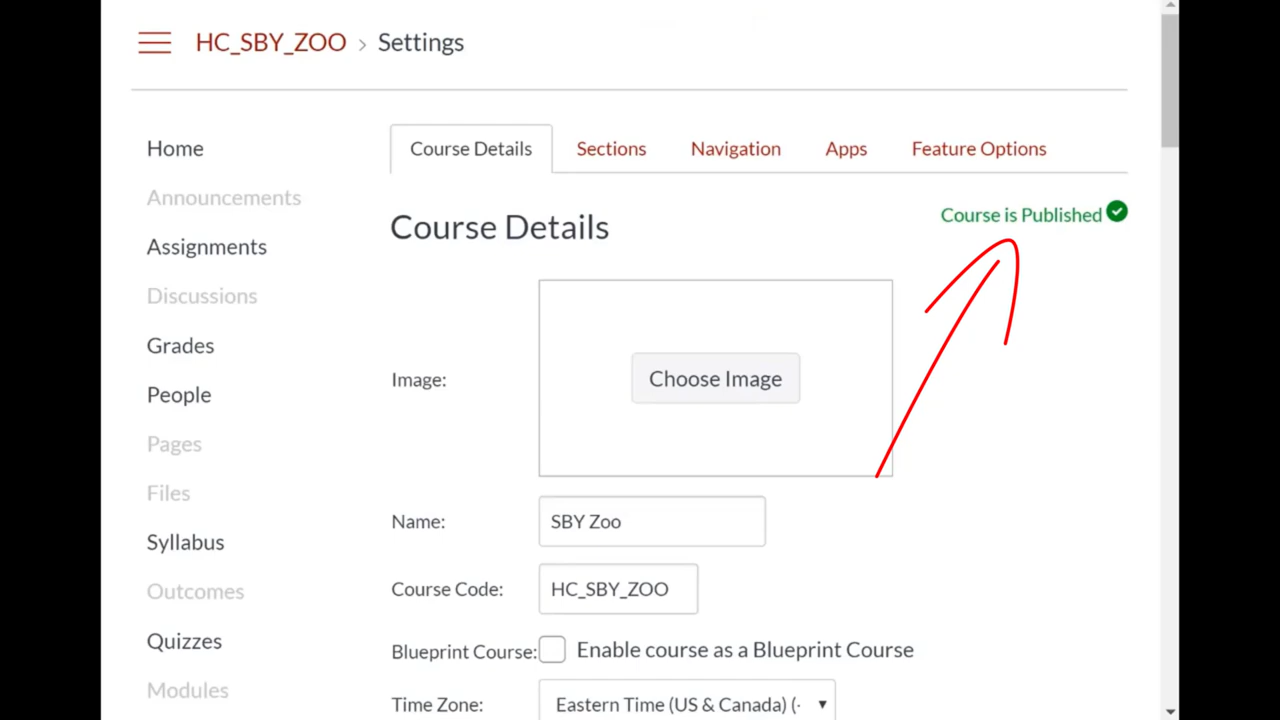 HC_SBY_ZOO > Settings
Home
Announcements
Assignments
Discussions
Grades
People
Pages
Files
Syllabus
Outcomes
Quizzes
Modules
Course Details Sections Navigation Apps Feature Options
Course is Published
Course Details
Image: Choose Image
Name: SBY Zoo
Course Code: HC_SBY_ZOO
Blueprint Course: Enable course as a Blueprint Course
Time Zone: Eastern Time (US & Canada) (-